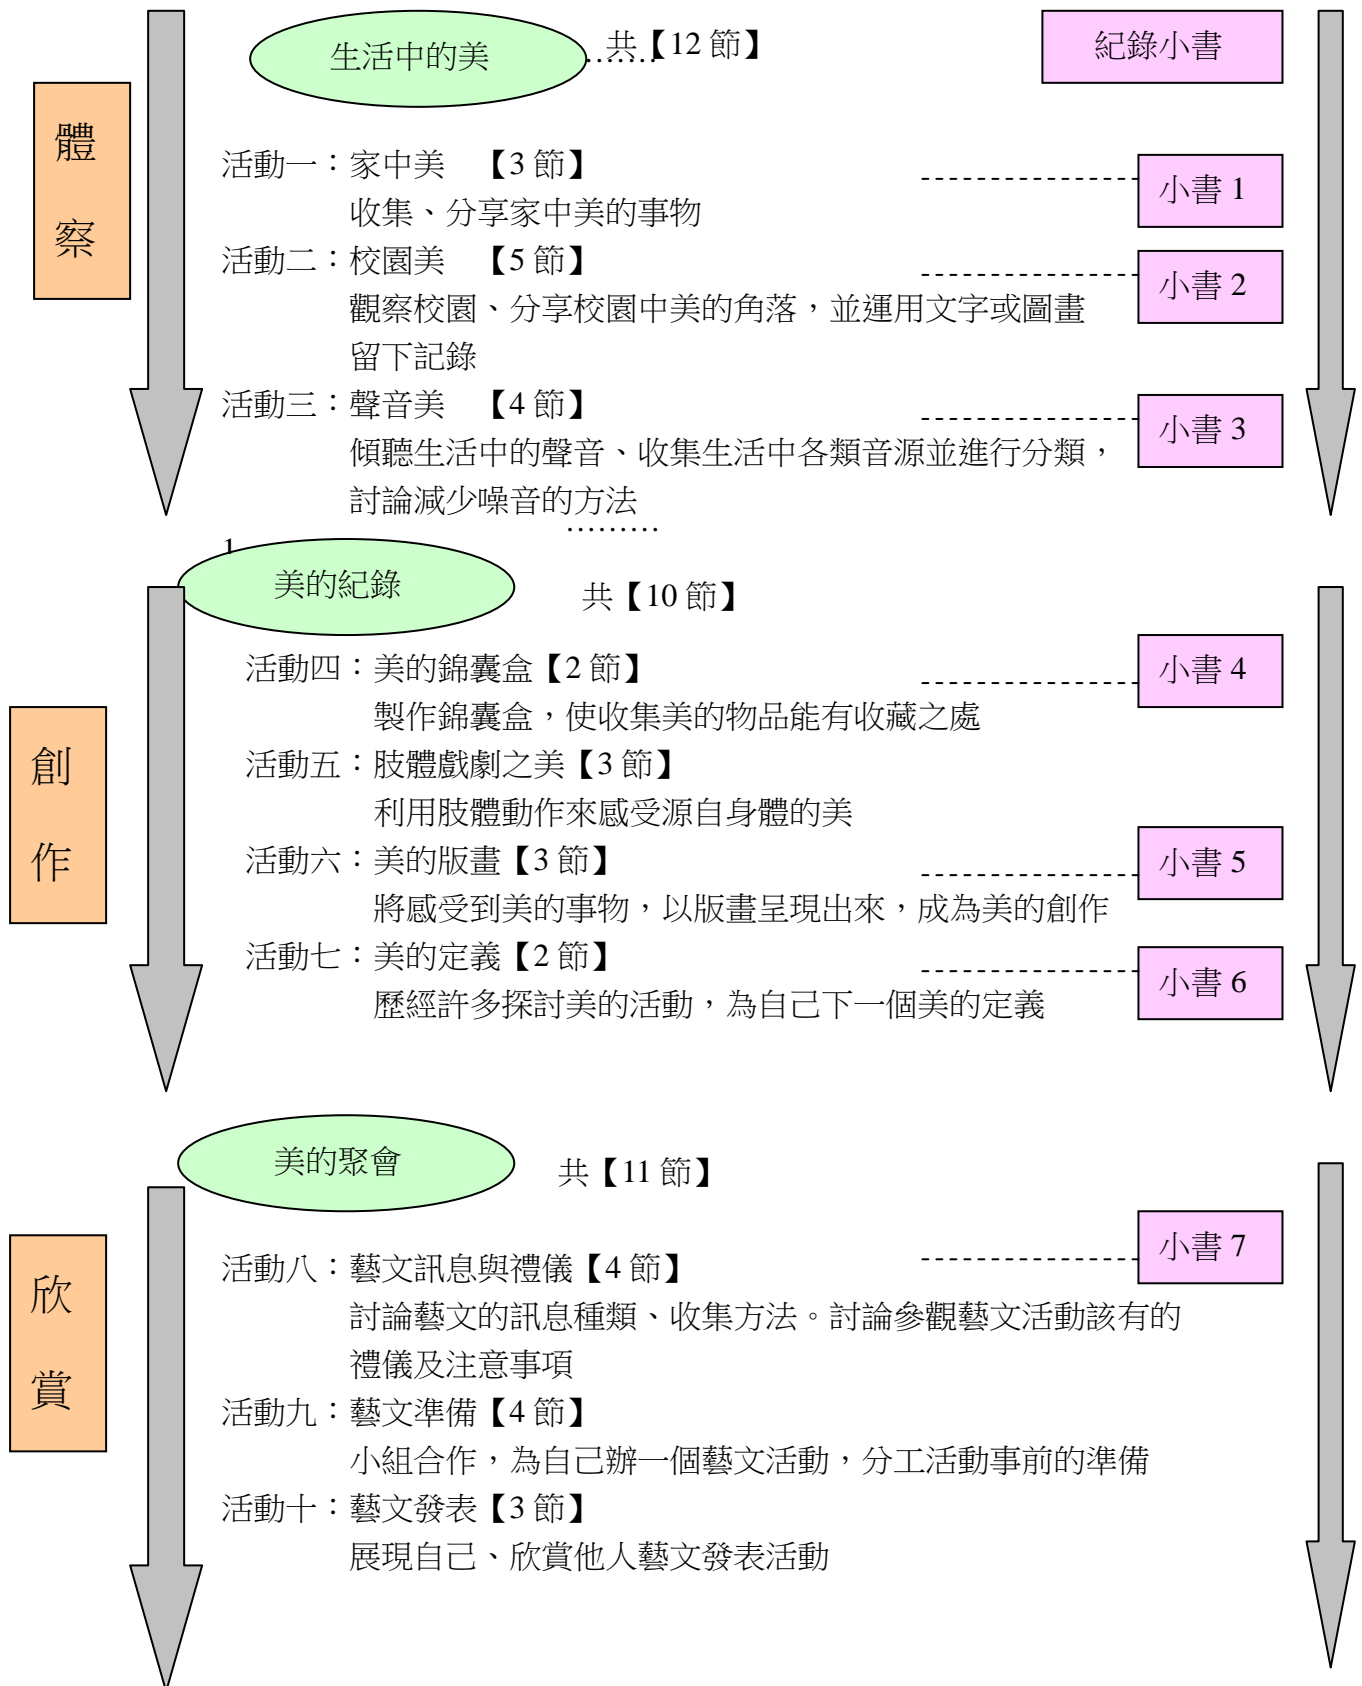 生活中的美
………共【12 節】
紀錄小書
體
察
活動一：家中美　【3 節】
小書 1
收集、分享家中美的事物
活動二：校園美　【5 節】
小書 2
觀察校園、分享校園中美的角落，並運用文字或圖畫
留下記錄
活動三：聲音美　【4 節】
小書 3
傾聽生活中的聲音、收集生活中各類音源並進行分類，
討論減少噪音的方法
………
1
美的紀錄
共【10 節】
創
作
活動四：美的錦囊盒【2 節】
小書 4
製作錦囊盒，使收集美的物品能有收藏之處
活動五：肢體戲劇之美【3 節】
利用肢體動作來感受源自身體的美
活動六：美的版畫【3 節】
小書 5
將感受到美的事物，以版畫呈現出來，成為美的創作
活動七：美的定義【2 節】
小書 6
歷經許多探討美的活動，為自己下一個美的定義
美的聚會
共【11 節】
欣
賞
活動八：藝文訊息與禮儀【4 節】
小書 7
討論藝文的訊息種類、收集方法。討論參觀藝文活動該有的
禮儀及注意事項
活動九：藝文準備【4 節】
小組合作，為自己辦一個藝文活動，分工活動事前的準備
活動十：藝文發表【3 節】
展現自己、欣賞他人藝文發表活動